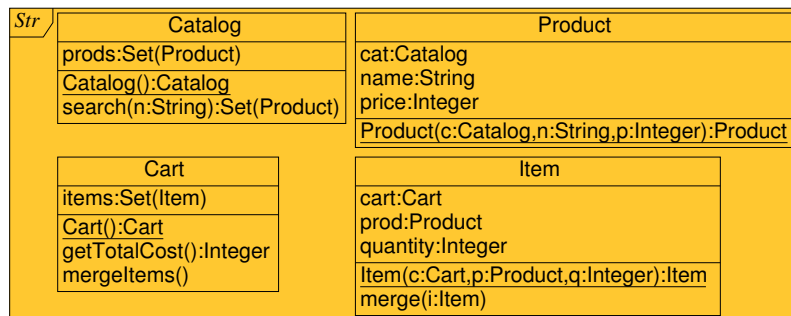 Str
Catalog
prods:Set(Product)
Catalog():Catalog
search(n:String):Set(Product)
Product
cat:Catalog
name:String
price:Integer
Product(c:Catalog,n:String,p:Integer):Product
Cart
items:Set(Item)
Cart():Cart
getTotalCost():Integer
mergeItems()
Item
cart:Cart
prod:Product
quantity:Integer
Item(c:Cart,p:Product,q:Integer):Item
merge(i:Item)